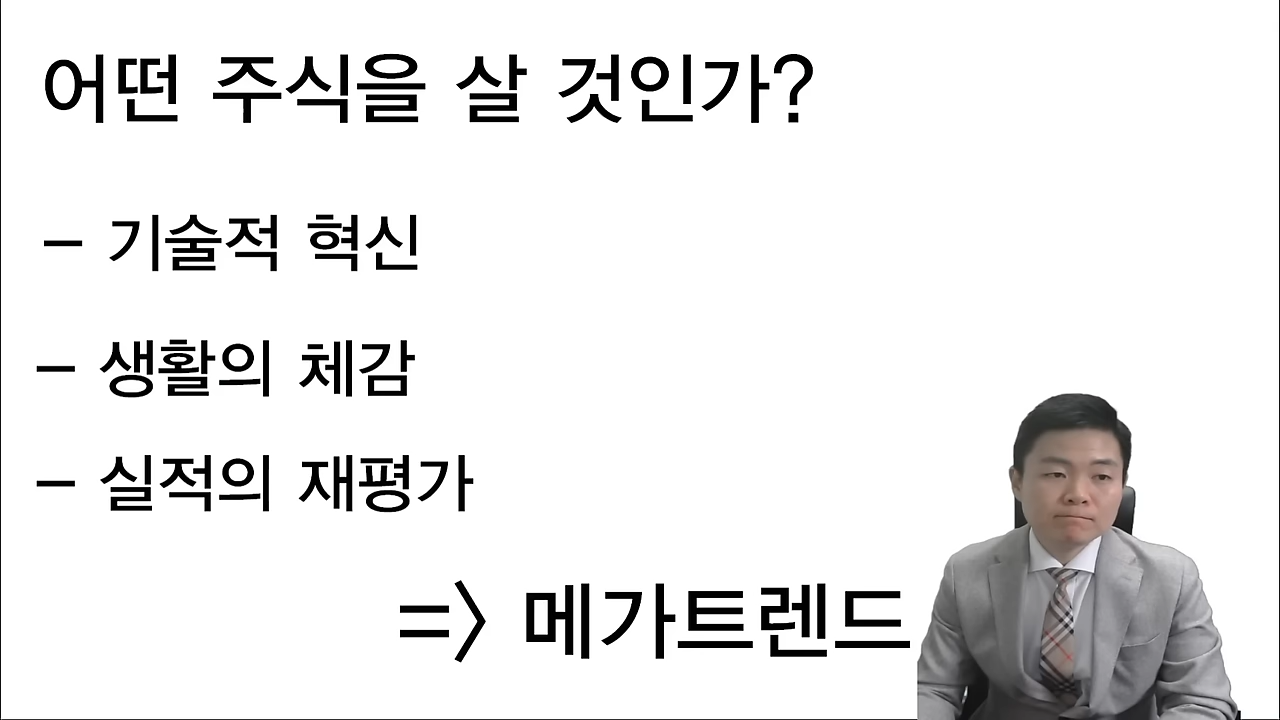 어떤 주식을 살 것인가?
- 기술적 혁신
- 생활의 체감
- 실적의 재평가
=> 메가트렌드